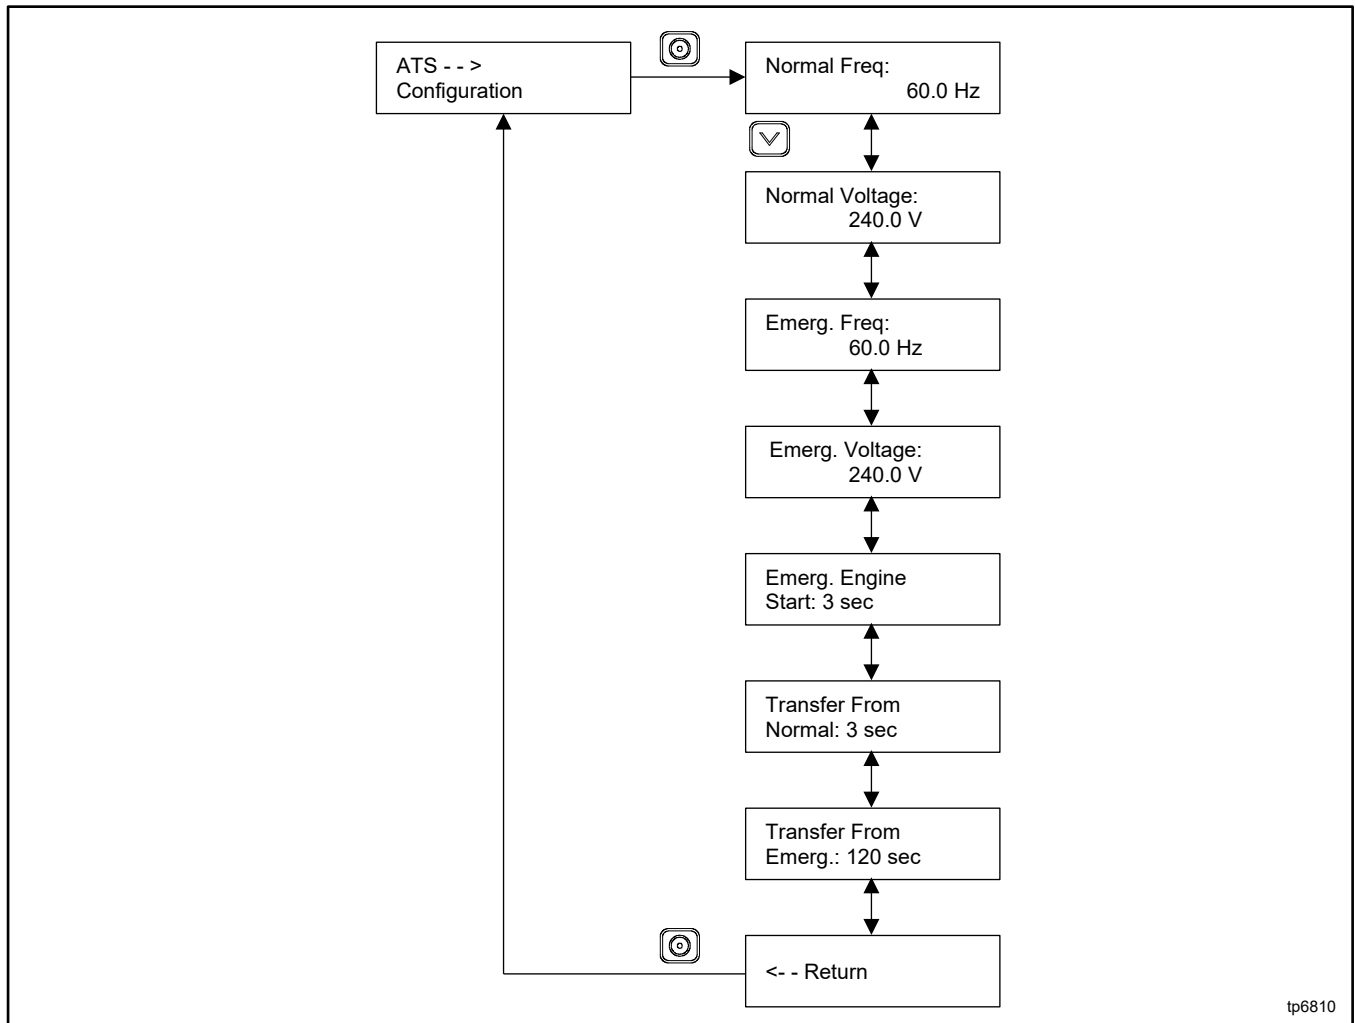 ATS - - >
Configuration
Normal Freq:
60.0 Hz
Normal Voltage:
240.0 V
Emerg. Freq:
60.0 Hz
Emerg. Voltage:
240.0 V
Emerg. Engine
Start: 3 sec
Transfer From
Normal: 3 sec
Transfer From
Emerg.: 120 sec
<- - Return
tp6810